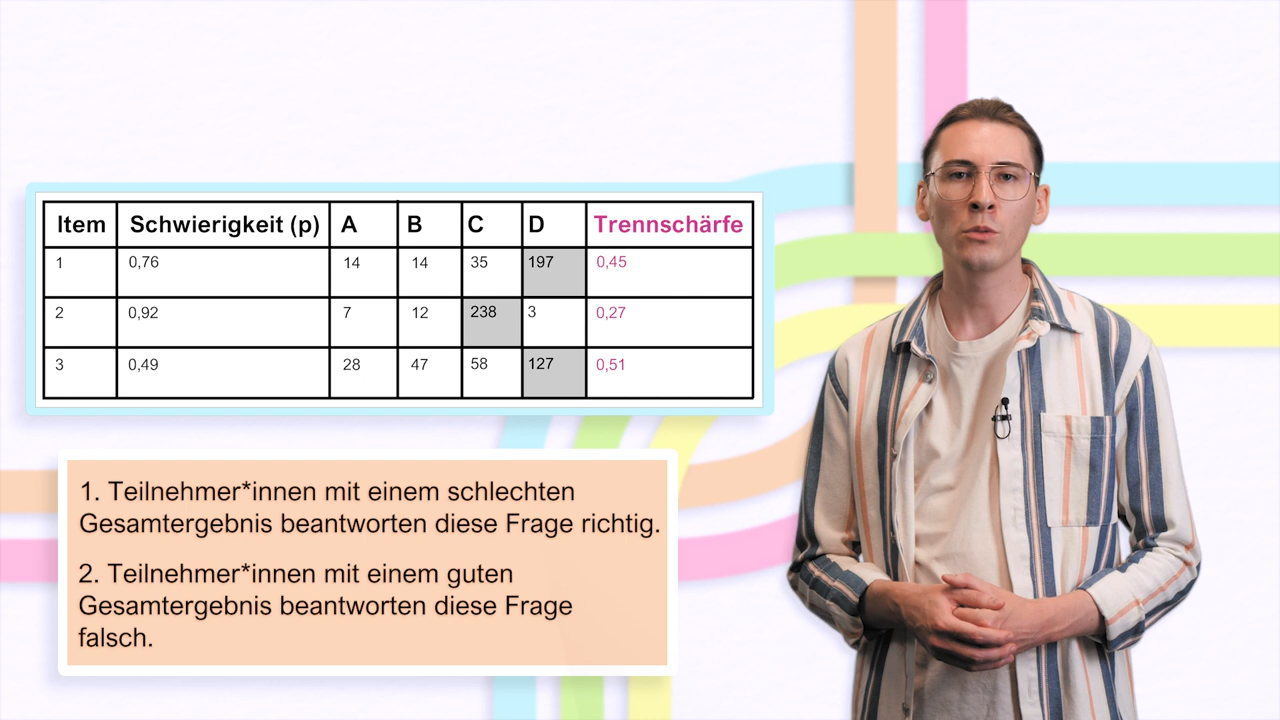 Item Schwierigkeit (p) A B C D Trennschärfe
1 0,76 14 14 35 197 0,45
2 0,92 7 12 238 3 0,27
3 0,49 28 47 58 127 0,51
1. Teilnehmer*innen mit einem schlechten
Gesamtergebnis beantworten diese Frage richtig.
2. Teilnehmer*innen mit einem guten
Gesamtergebnis beantworten diese Frage
falsch.